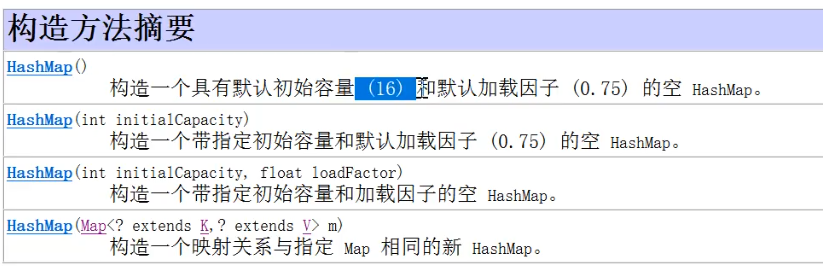 构造方法摘要
HashMap()
构造一个具有默认初始容量 (16) 和默认加载因子 (0.75) 的空 HashMap。
HashMap(int initialCapacity)
构造一个带指定初始容量和默认加载因子 (0.75) 的空 HashMap。
HashMap(int initialCapacity, float loadFactor)
构造一个带指定初始容量和加载因子的空 HashMap。
HashMap(Map<? extends K,? extends V> m)
构造一个映射关系与指定 Map 相同的新 HashMap。